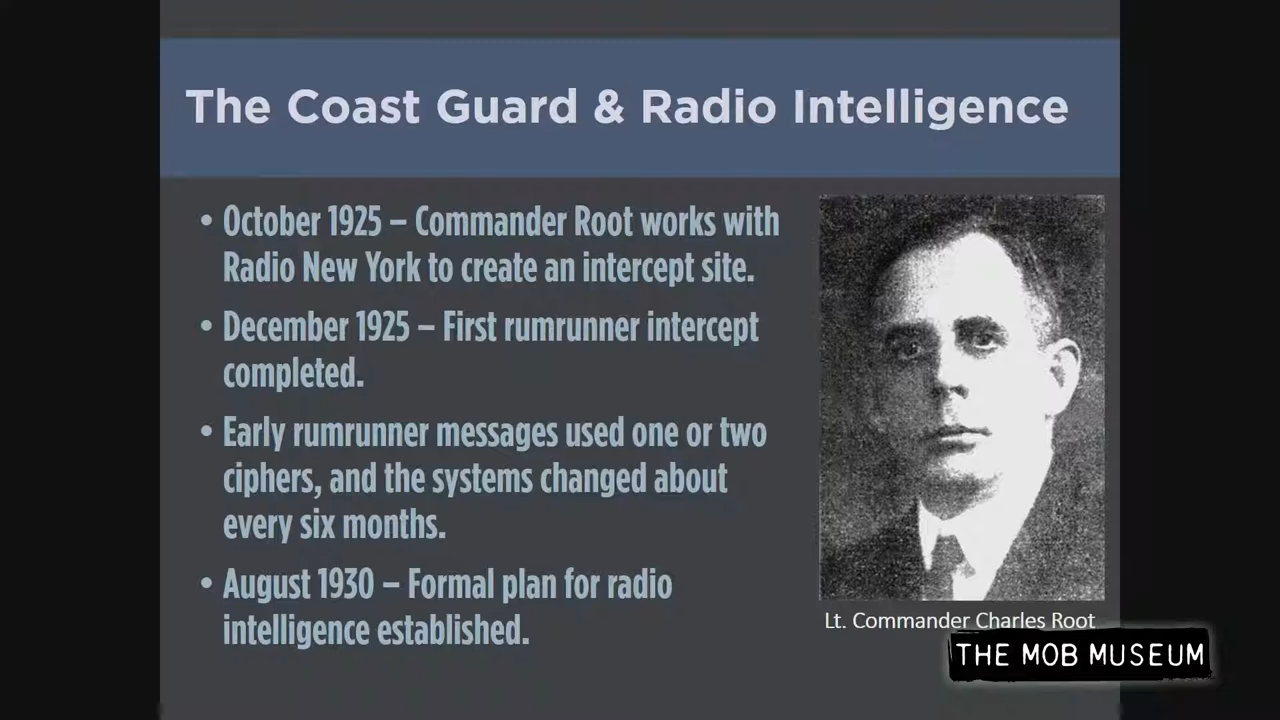 The Coast Guard & Radio Intelligence
• October 1925 – Commander Root works with
Radio New York to create an intercept site.
• December 1925 – First rumrunner intercept
completed.
• Early rumrunner messages used one or two
ciphers, and the systems changed about
every six months.
• August 1930 – Formal plan for radio
intelligence established.
Lt. Commander Charles Root
THE MOB MUSEUM